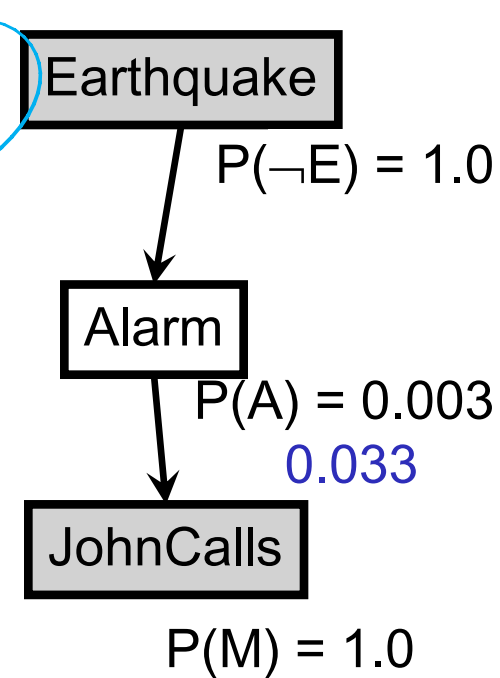 Earthquake
P(¬E) = 1.0
Alarm
P(A) = 0.003
0.033
JohnCalls
P(M) = 1.0